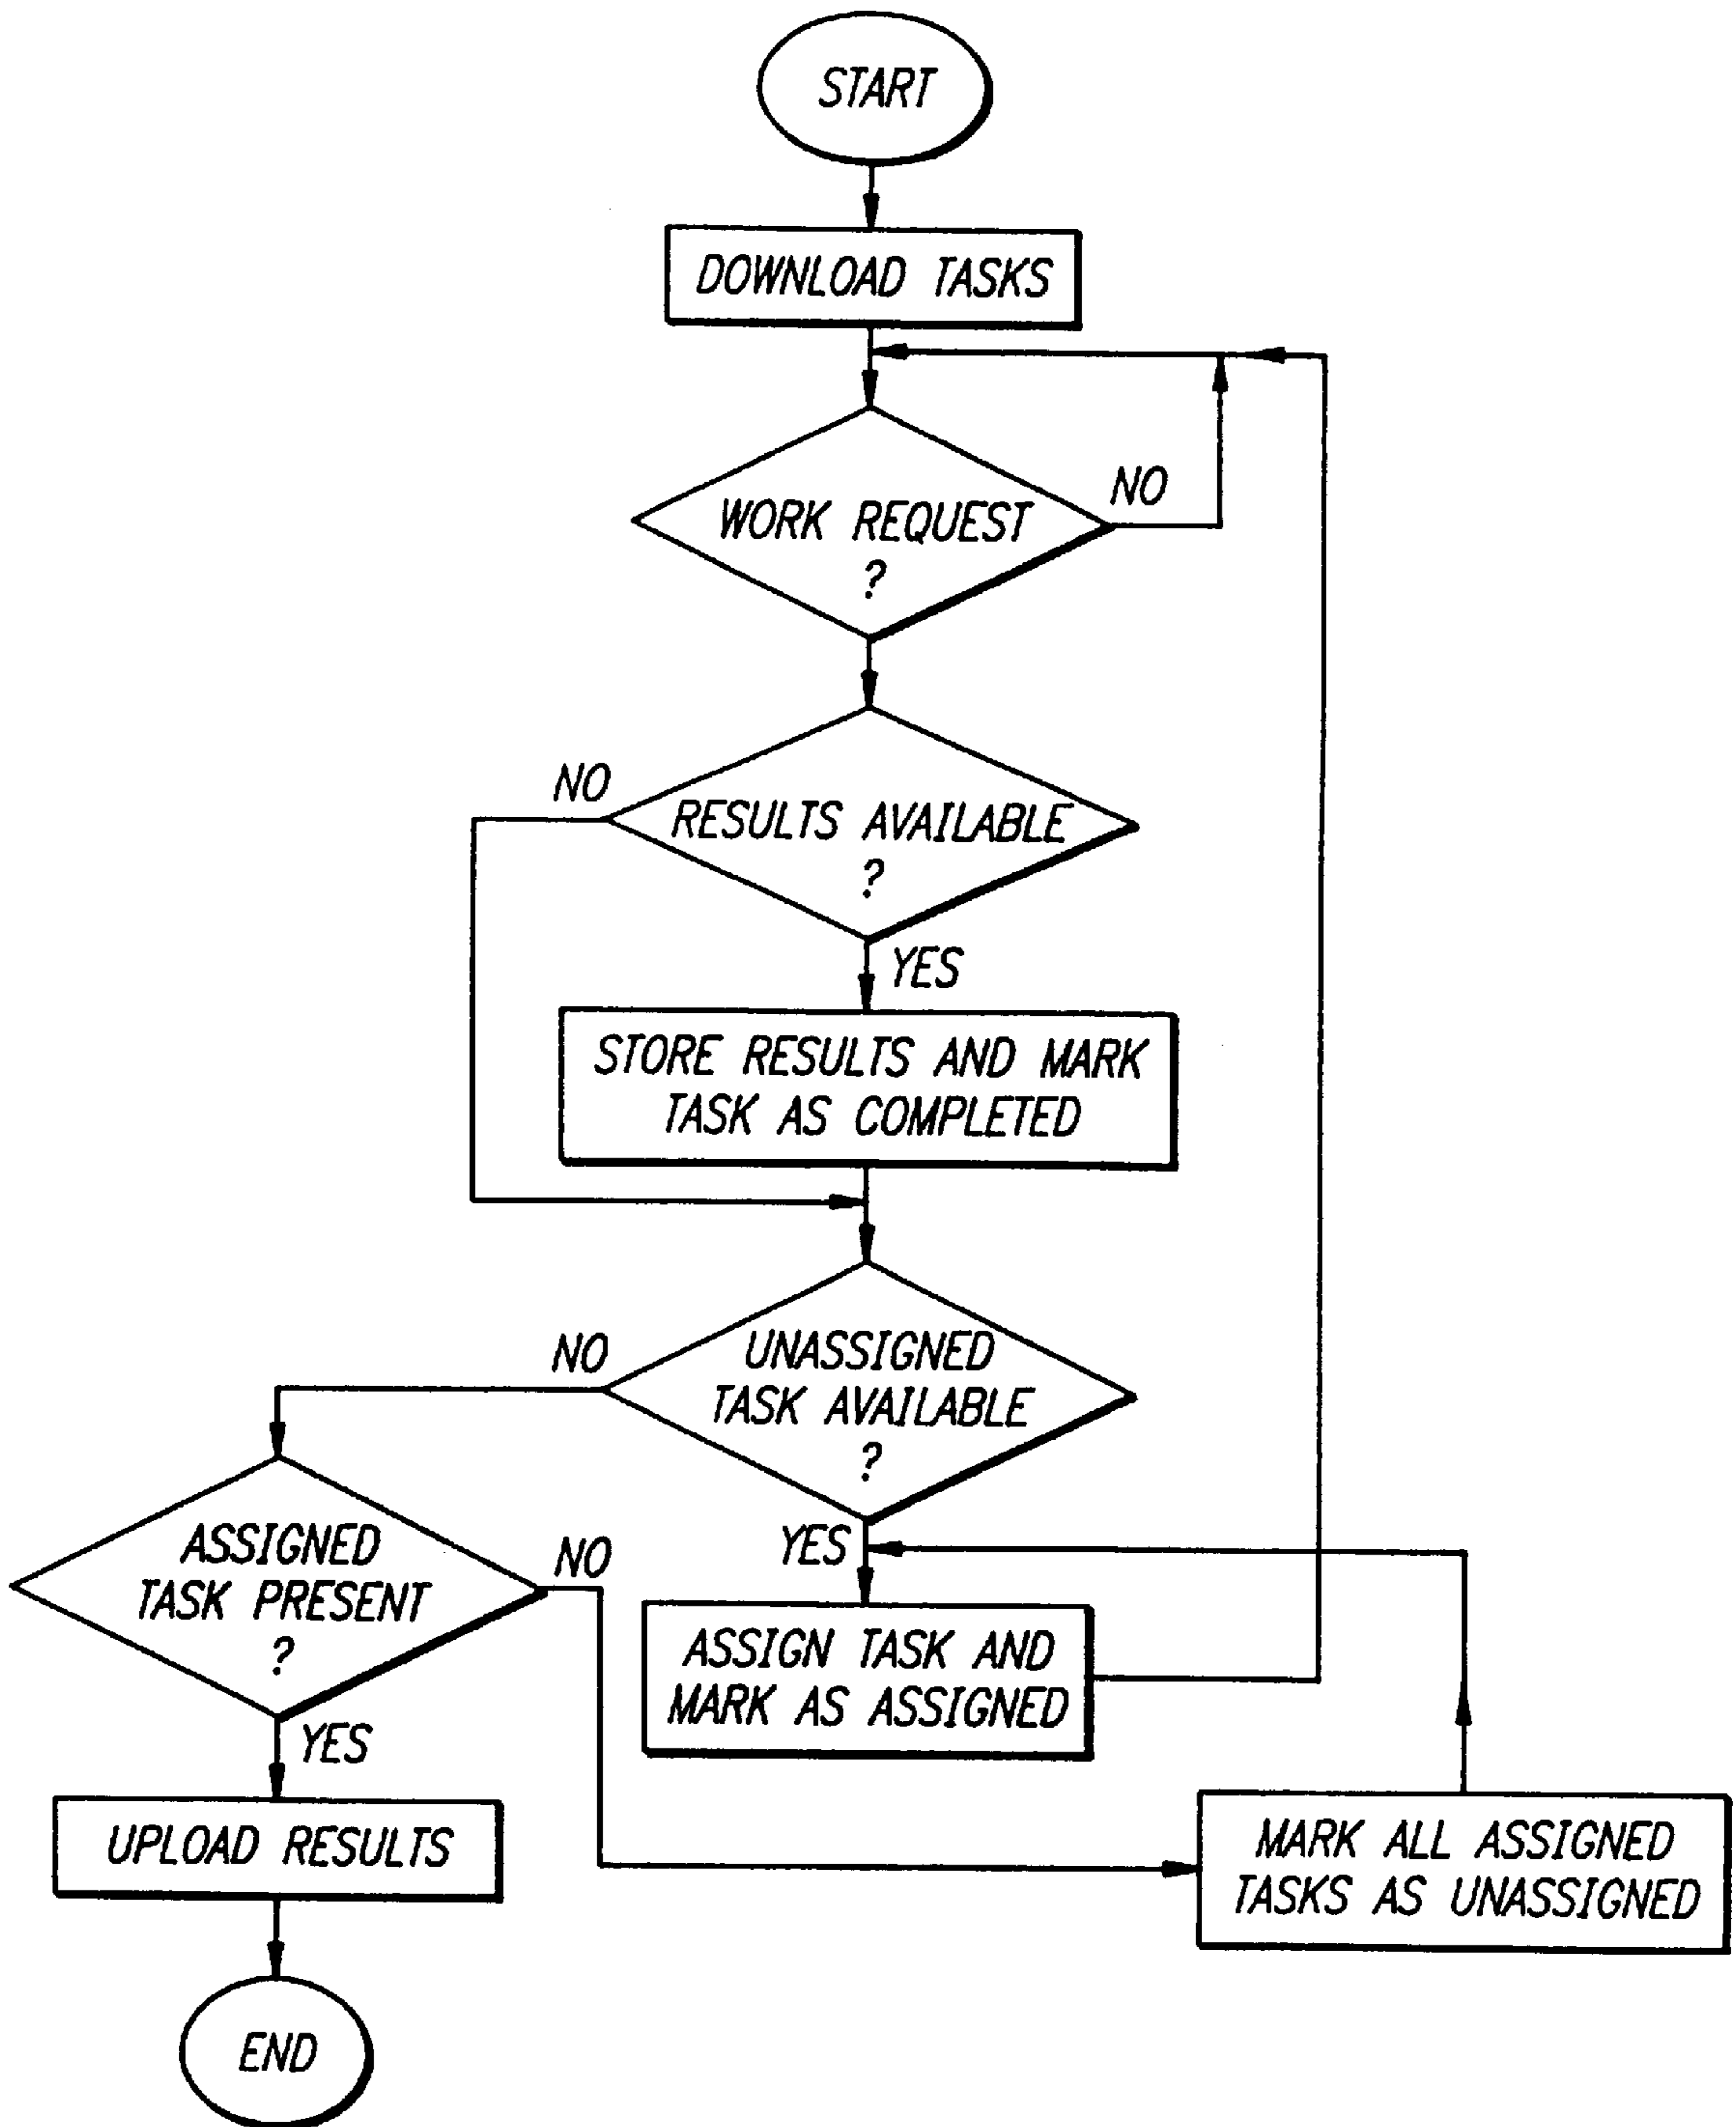 START
DOWNLOAD TASKS
NO
WORK REQUEST
?
NO
RESULTS AVAILABLE
?
YES
STORE RESULTS AND MARK
TASK AS COMPLETED
NO
UNASSIGNED
TASK AVAILABLE
?
YES
ASSIGNED
TASK PRESENT
?
NO
ASSIGN TASK AND
MARK AS ASSIGNED
YES
UPLOAD RESULTS
MARK ALL ASSIGNED
TASKS AS UNASSIGNED
END